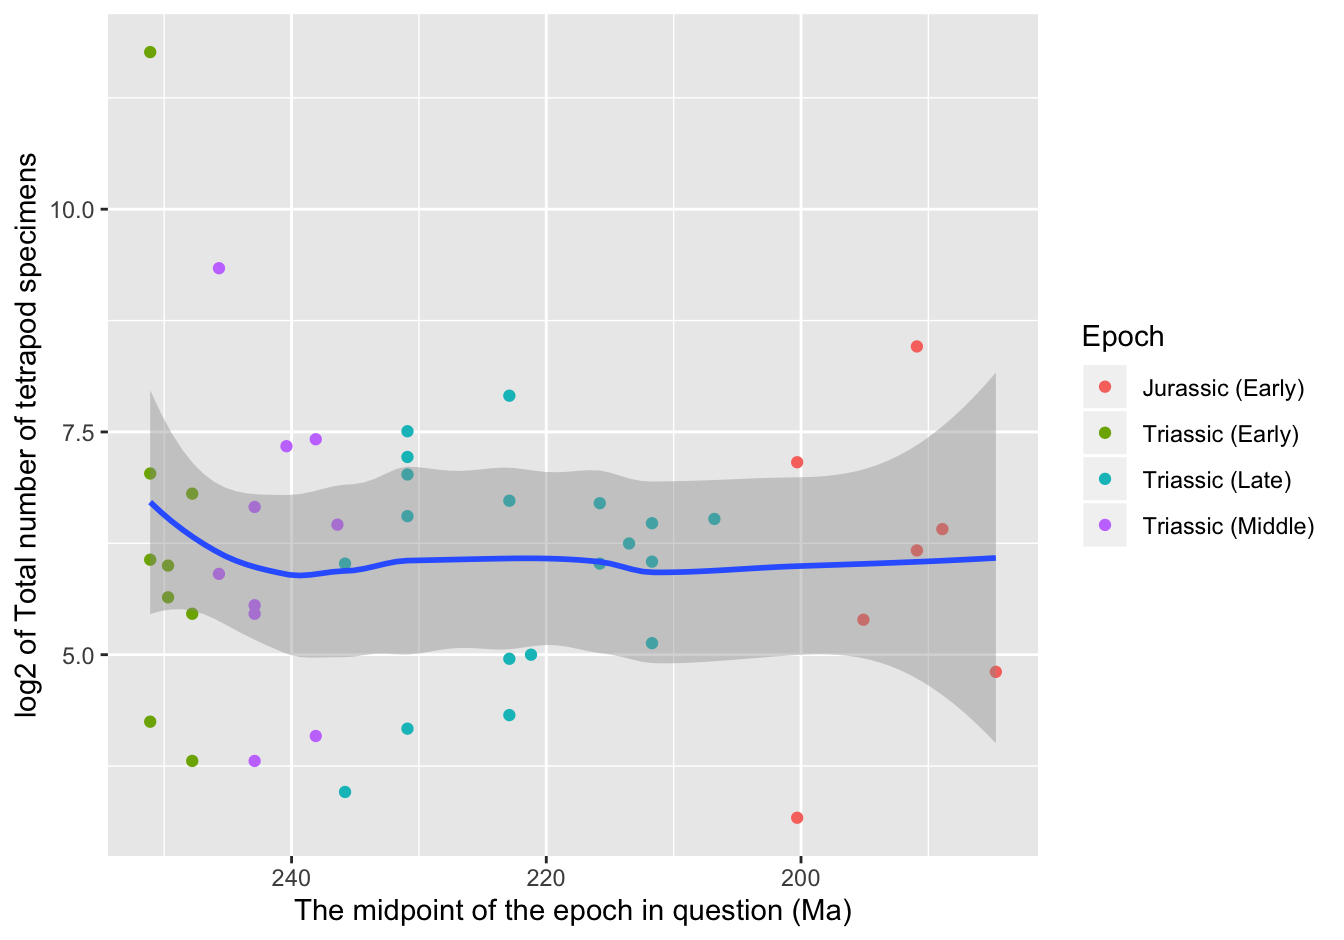 log2 of Total number of tetrapod specimens
10.0
7.5
5.0
240
220
200
The midpoint of the epoch in question (Ma)
Epoch
Jurassic (Early)
Triassic (Early)
Triassic (Late)
Triassic (Middle)